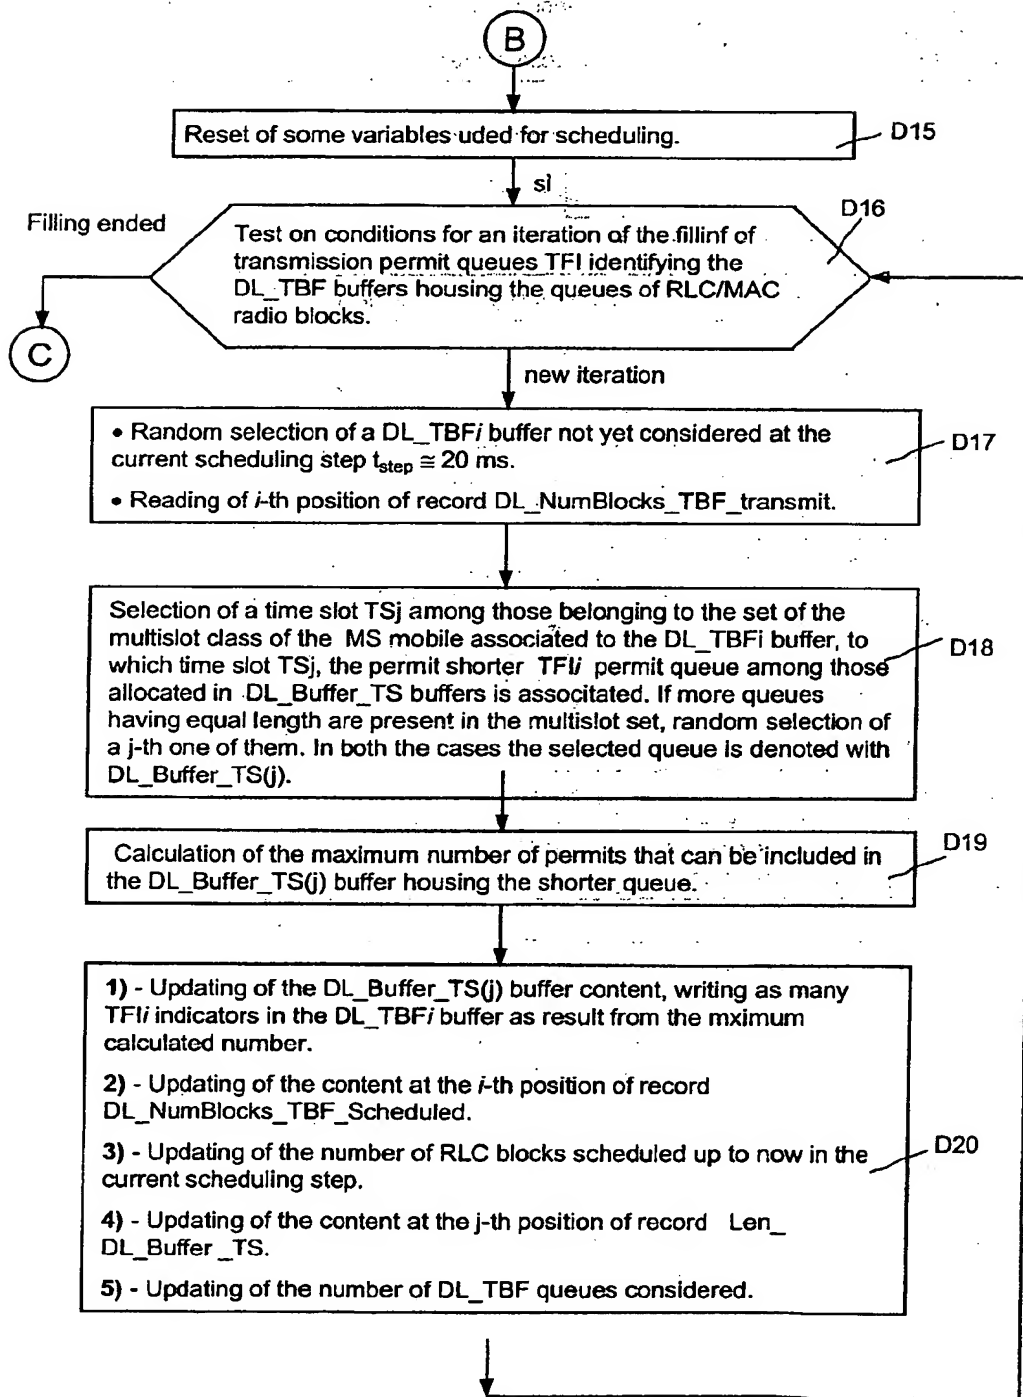 B
Reset of some variables uded for scheduling.
D15
sì
D16
Filling ended
Test on conditions for an iteration of the fillinf of
transmission permit queues TFI identifying the
DL_TBF buffers housing the queues of RLC/MAC
radio blocks.
C
new iteration
• Random selection of a DL_TBFi buffer not yet considered at the
current scheduling step tstep ≅ 20 ms.
• Reading of i-th position of record DL_NumBlocks_TBF_transmit.
D17
Selection of a time slot TSj among those belonging to the set of the
multislot class of the MS mobile associated to the DL_TBFi buffer, to
which time slot TSj, the permit shorter TFIi permit queue among those
allocated in DL_Buffer_TS buffers is associtated. If more queues
having equal length are present in the multislot set, random selection of
a j-th one of them. In both the cases the selected queue is denoted with
DL_Buffer_TS(j).
D18
Calculation of the maximum number of permits that can be included in
the DL_Buffer_TS(j) buffer housing the shorter queue.
D19
1) - Updating of the DL_Buffer_TS(j) buffer content, writing as many
TFIi indicators in the DL_TBFi buffer as result from the mximum
calculated number.
2) - Updating of the content at the i-th position of record
DL_NumBlocks_TBF_Scheduled.
3) - Updating of the number of RLC blocks scheduled up to now in the
current scheduling step.
4) - Updating of the content at the j-th position of record Len_
DL_Buffer _TS.
5) - Updating of the number of DL_TBF queues considered.
D20